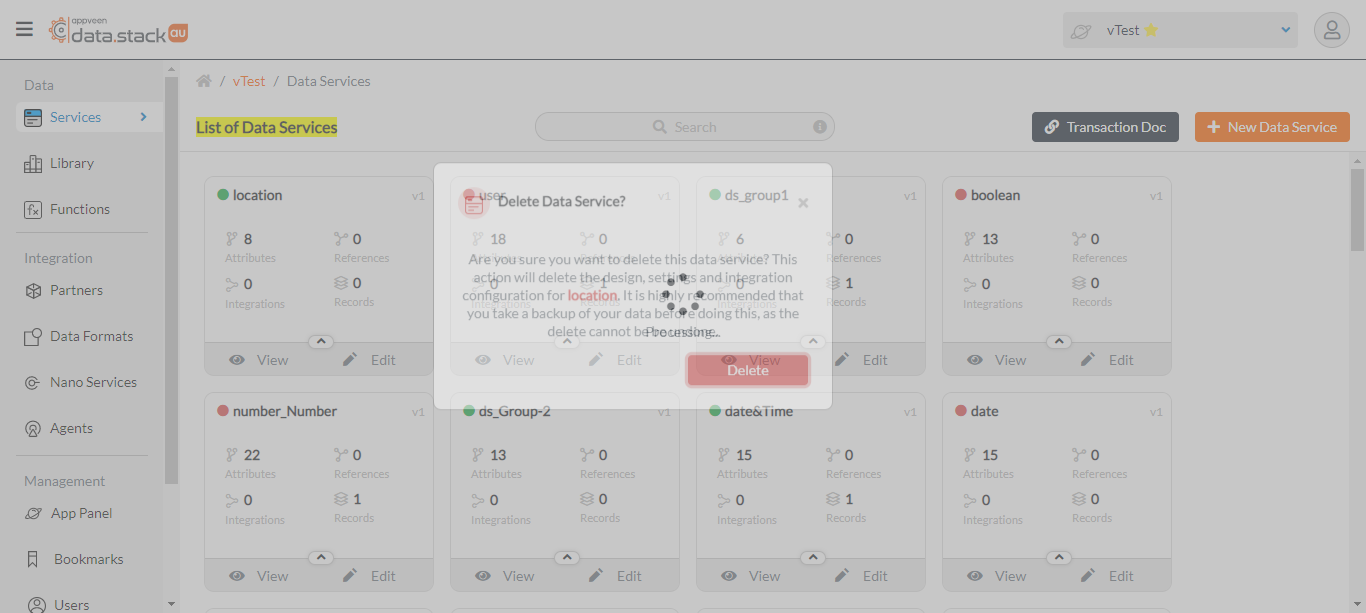 appveen
data.stack au
vTest
Data
Services
Library
Functions
Integration
Partners
Data Formats
Nano Services
Agents
Management
App Panel
Bookmarks
Users
/ vTest / Data Services
List of Data Services
Search
Transaction Doc
New Data Service
location v1
8 Attributes
0 References
0 Integrations
0 Records
View Edit
user v1
18
0
0
1
Integrations
View Edit
ds_group1 v1
6 Attributes
0 References
0
1 Records
View Edit
boolean v1
13 Attributes
0 References
0 Integrations
0 Records
View Edit
Delete Data Service?
Are you sure you want to delete this data service? This
action will delete the design, settings and integration
configuration for location. It is highly recommended that
you take a backup of your data before doing this, as the
delete cannot be undone.
Processing...
Delete
number_Number v1
22 Attributes
0 References
0 Integrations
1 Records
View Edit
ds_Group-2 v1
13 Attributes
0 References
0 Integrations
0 Records
View Edit
date&Time v1
15 Attributes
0 References
0 Integrations
1 Records
View Edit
date v1
15 Attributes
0 References
0 Integrations
0 Records
View Edit